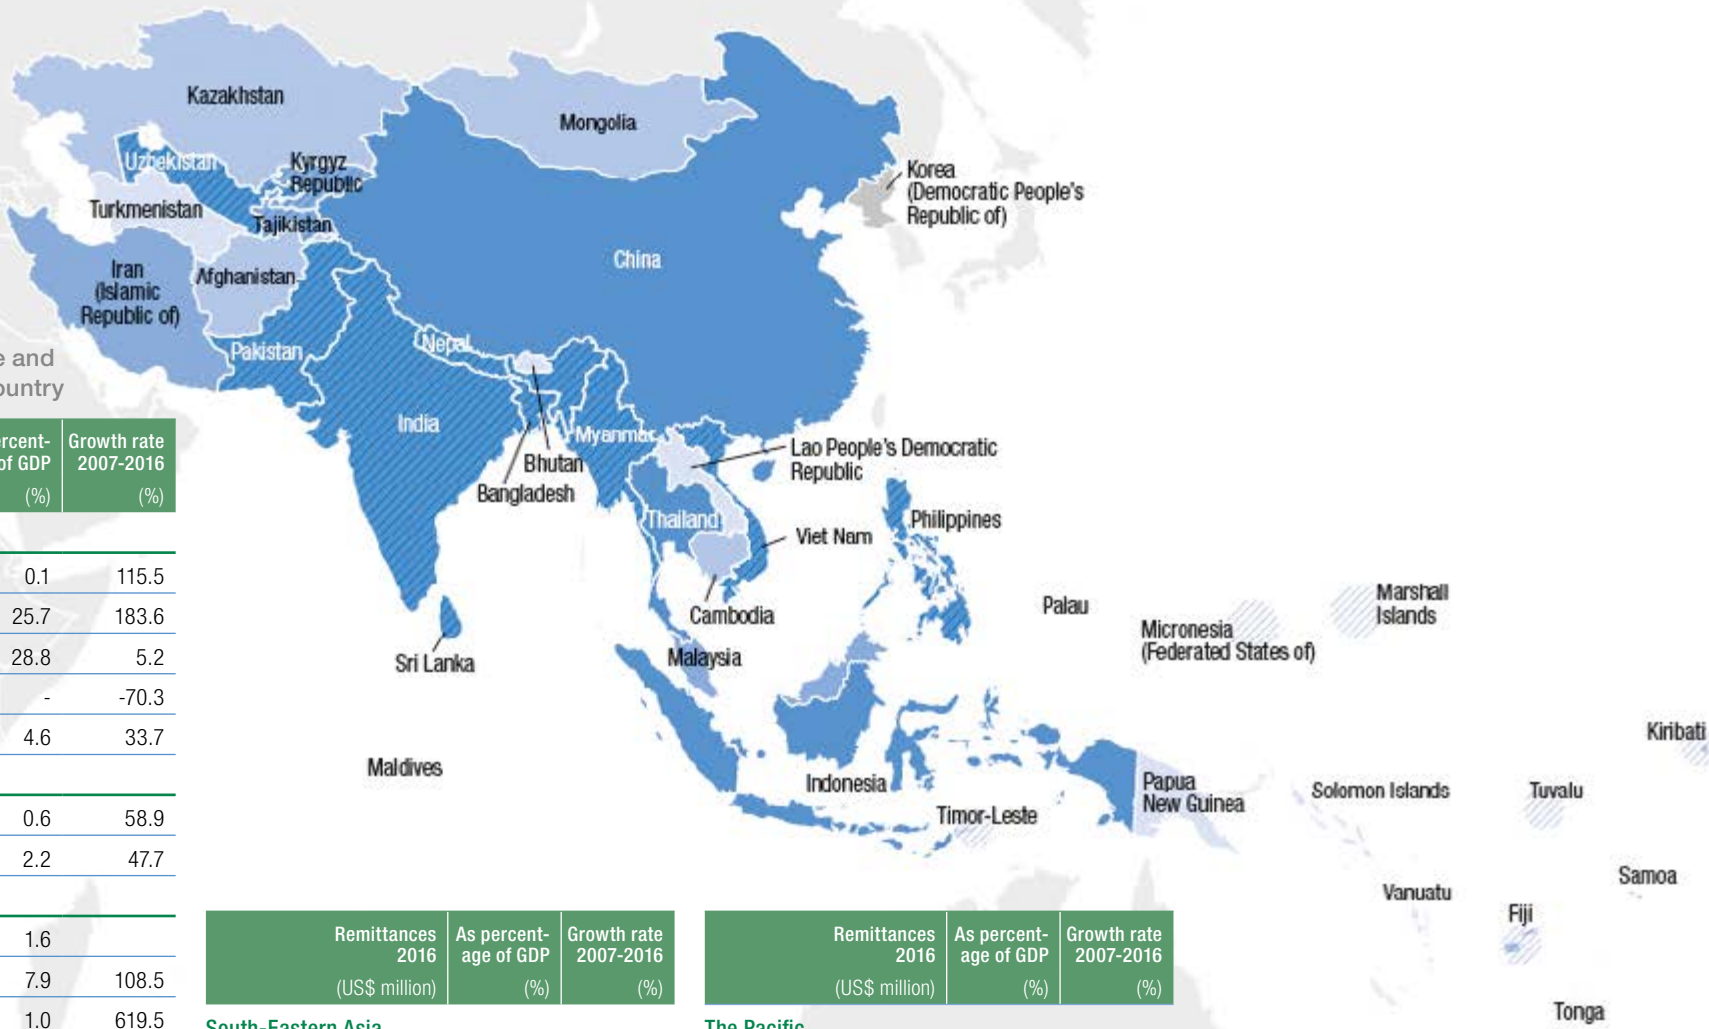 Kazakhstan
Mongolia
Uzbekistan
Kyrgyz
Republic
Korea
(Democratic People's
Republic of)
Turkmenistan
Tajikistan
China
Iran
(Islamic
Republic of)
Afghanistan
Pakistan
Nepal
India
Myanmar
Bhutan
Bangladesh
Lao People's Democratic
Republic
Thailand
Philippines
Viet Nam
Cambodia
Sri Lanka
Malaysia
Palau
Marshall
Islands
Micronesia
(Federated States of)
Kiribati
Maldives
Indonesia
Papua
New Guinea
Solomon Islands
Tuvalu
Timor-Leste
Vanuatu
Samoa
Fiji
Tonga
e and
ountry
ercent- Growth rate
of GDP 2007-2016
(%) (%)
0.1 115.5
25.7 183.6
28.8 5.2
- -70.3
4.6 33.7
0.6 58.9
2.2 47.7
1.6
7.9 108.5
1.0 619.5
Remittances As percent- Growth rate
2016 age of GDP 2007-2016
(US$ million) (%) (%)
South-Eastern Asia
Remittances As percent- Growth rate
2016 age of GDP 2007-2016
(US$ million) (%) (%)
The Pacific